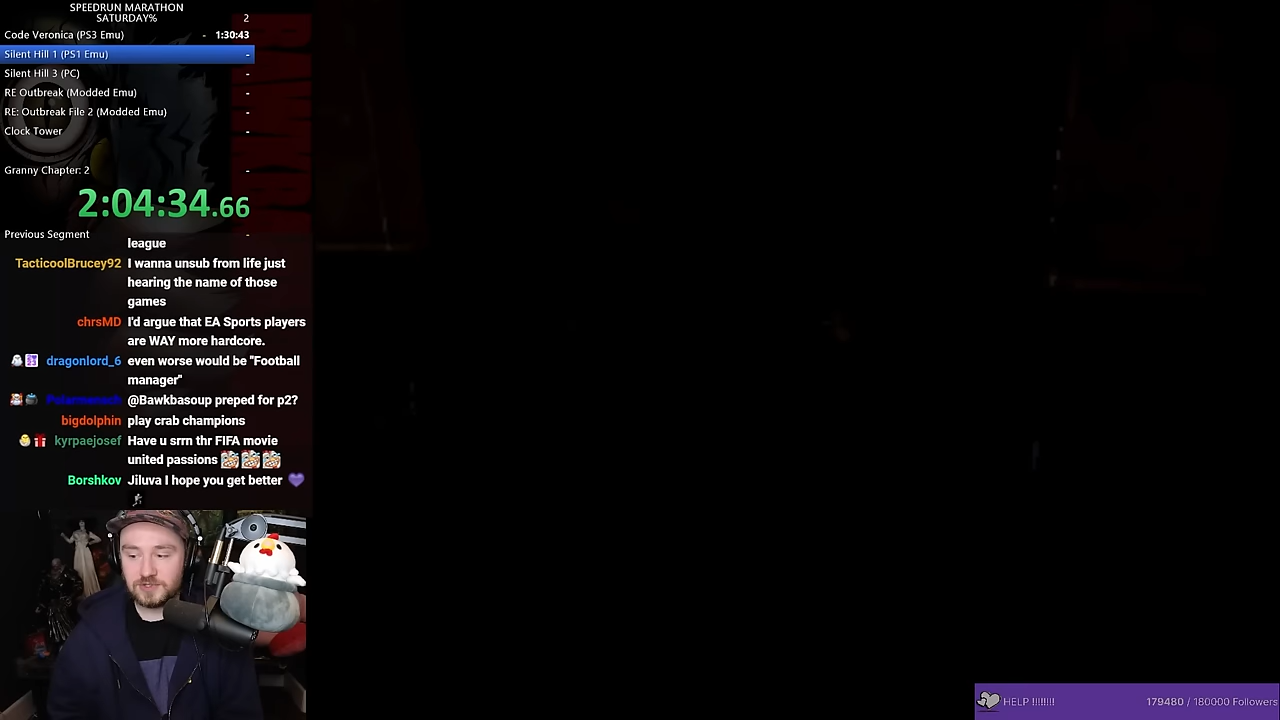 SPEEDRUN MARATHON
SATURDAY% 2
Code Veronica (PS3 Emu) - 1:30:43
Silent Hill 1 (PS1 Emu) -
Silent Hill 3 (PC) -
RE Outbreak (Modded Emu) -
RE: Outbreak File 2 (Modded Emu) -
Clock Tower -
Granny Chapter: 2 -
2:04:34.66
Previous Segment -
league
TacticoolBrucey92 I wanna unsub from life just
hearing the name of those
games
chrsMD I'd argue that EA Sports players
are WAY more hardcore.
dragonlord_6 even worse would be "Football
manager"
@Bawkbasoup preped for p2?
bigdolphin play crab champions
kyrpaejosef Have u srrn thr FIFA movie
united passions
Borshkov Jiluva I hope you get better
HELP !!!!!!!! 179480 / 180000 Followers